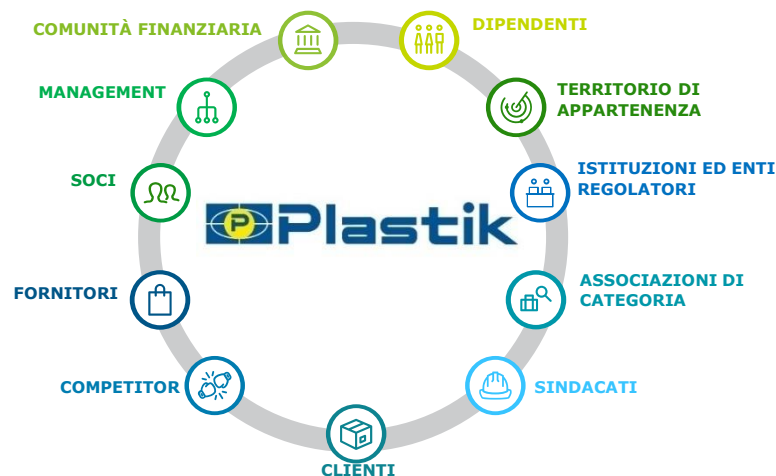 COMUNITÀ FINANZIARIA
DIPENDENTI
MANAGEMENT
TERRITORIO DI
APPARTENENZA
SOCI
ISTITUZIONI ED ENTI
REGOLATORI
P Plastik
FORNITORI
ASSOCIAZIONI DI
CATEGORIA
COMPETITOR
SINDACATI
CLIENTI